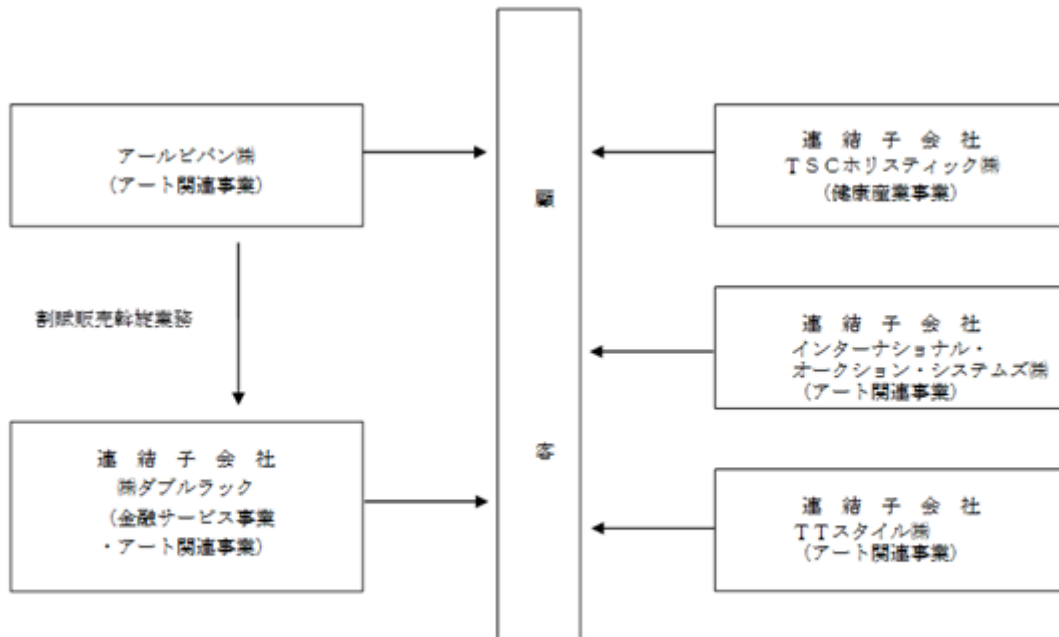 アールビバン㈱
（アート関連事業）
割賦販売斡旋業務
連結子会社
㈱ダブルラック
（金融サービス事業
・アート関連事業）
顧
客
連結子会社
ＴＳＣホリスティック㈱
（健康産業事業）
連結子会社
インターナショナル・
オークション・システムズ㈱
（アート関連事業）
連結子会社
ＴＴスタイル㈱
（アート関連事業）